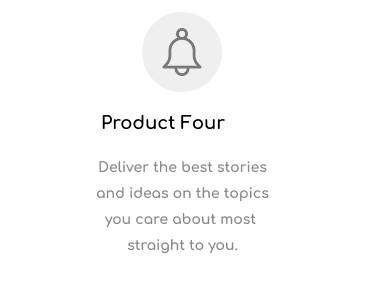 Product Four
Deliver the best stories
and ideas on the topics
you care about most
straight to you.